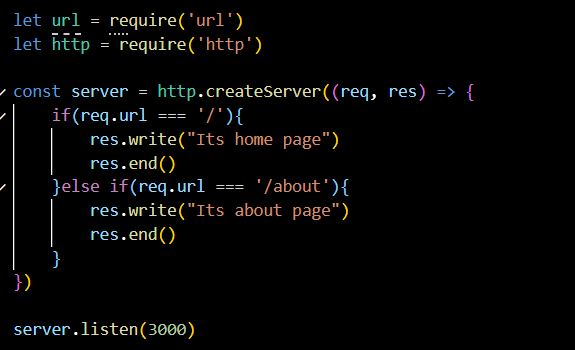 let url = require('url')
let http = require('http')
const server = http.createServer((req, res) => {
if(req.url === '/'){
res.write("Its home page")
res.end()
}else if(req.url === '/about'){
res.write("Its about page")
res.end()
}
})
server.listen(3000)